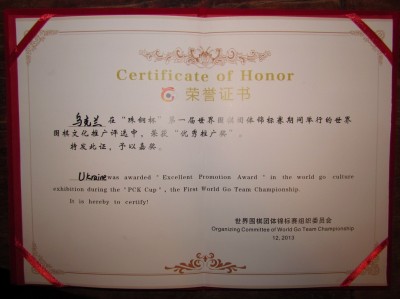 Certificate of Honor
荣誉证书
乌克兰 在“珠钢杯”第一届世界围棋团体锦标赛期间举行的世界
围棋文化推广评选中，荣获“优秀推广奖”。
特发此证，予以嘉奖。
Ukraine was awarded "Excellent Promotion Award" in the world go culture
exhibition during the "PCK Cup", the First World Go Team Championship.
It is hereby to certify!
世界围棋团体锦标赛组织委员会
Organizing Committee of World Go Team Championship
12, 2013